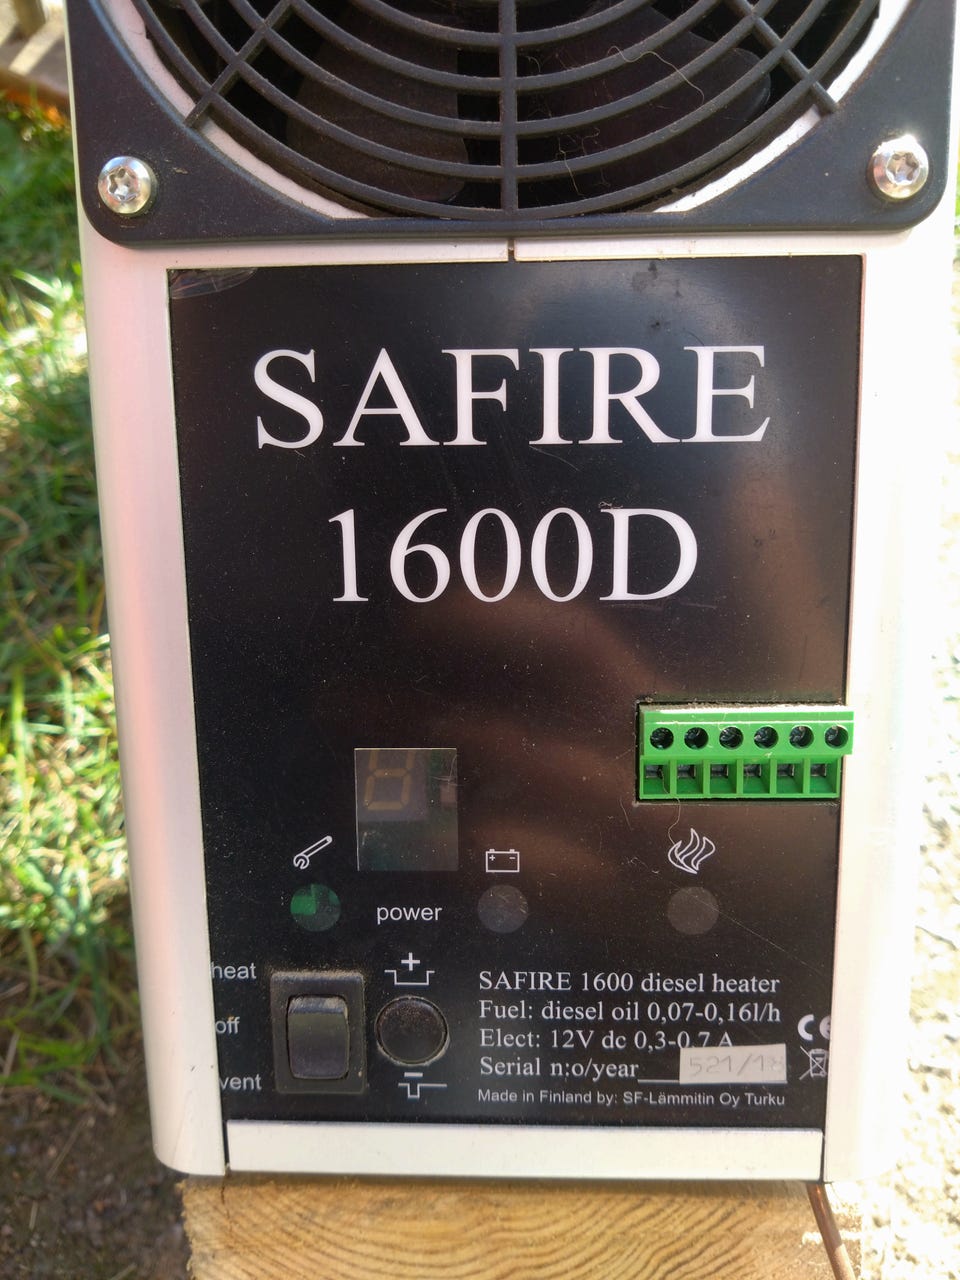 SAFIRE
1600D
power
heat
off
vent
SAFIRE 1600 diesel heater
Fuel: diesel oil 0,07-0,16l/h
Elect: 12V dc 0,3-0,7 A
Serial n:o/year 521/18
Made in Finland by: SF-Lämmitin Oy Turku
CE